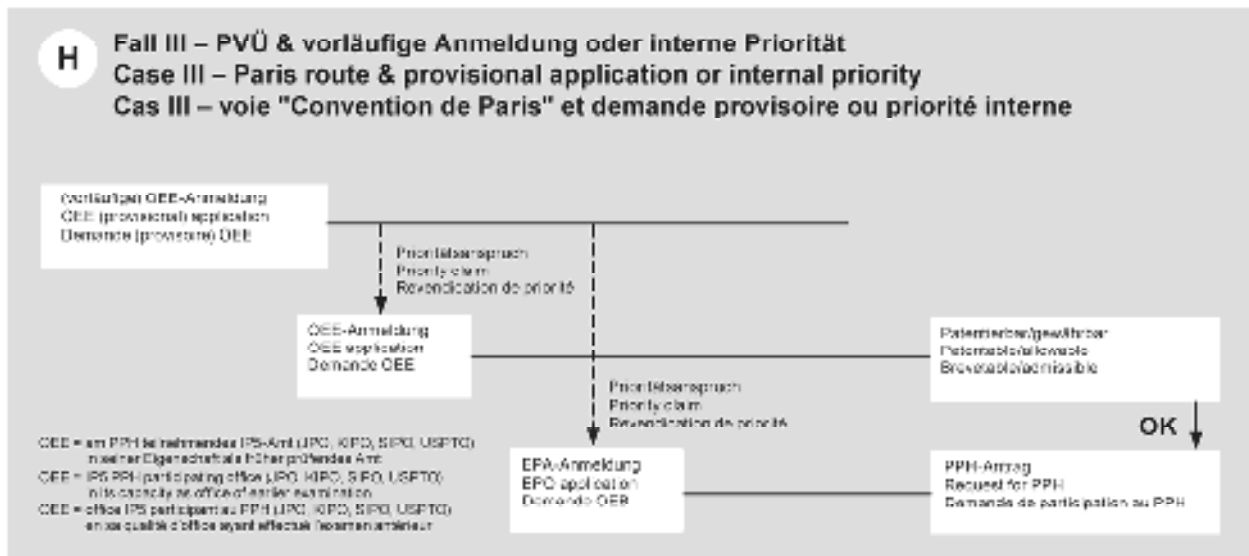 H
Fall III – PVÜ & vorläufige Anmeldung oder interne Priorität
Case III – Paris route & provisional application or internal priority
Cas III – voie "Convention de Paris" et demande provisoire ou priorité interne
(vorläufige) OEE-Anmeldung
OEE (provisional) application
Demande (provisoire) OEE
Prioritätsanspruch
Priority claim
Revendication de priorité
OEE-Anmeldung
OEE application
Demande OEE
Patentierbar/gewährbar
Patentable/allowable
Brevetable/admissible
Prioritätsanspruch
Priority claim
Revendication de priorité
OK
OEE = am PPH teilnehmendes IP5-Amt (JPO, KIPO, SIPO, USPTO)
in seiner Eigenschaft als früher prüfendes Amt
OEE = IP5 PPH participating office (JPO, KIPO, SIPO, USPTO)
in its capacity as office of earlier examination
OEE = office IP5 participant au PPH (JPO, KIPO, SIPO, USPTO)
en sa qualité d'office ayant effectué l'examen antérieur
EPA-Anmeldung
EPO application
Demande OEB
PPH-Antrag
Request for PPH
Demande de participation au PPH